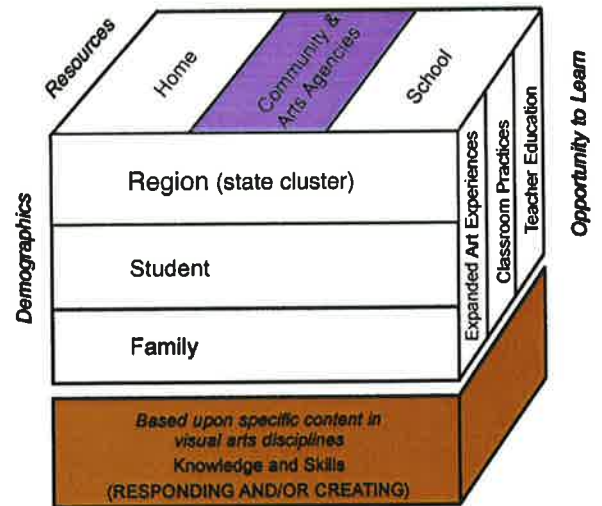 Resources
Home
Community &
Arts Agencies
School
Demographics
Region (state cluster)
Student
Family
Expanded Art Experiences
Classroom Practices
Teacher Education
Opportunity to Learn
Based upon specific content in
visual arts disciplines
Knowledge and Skills
(RESPONDING AND/OR CREATING)